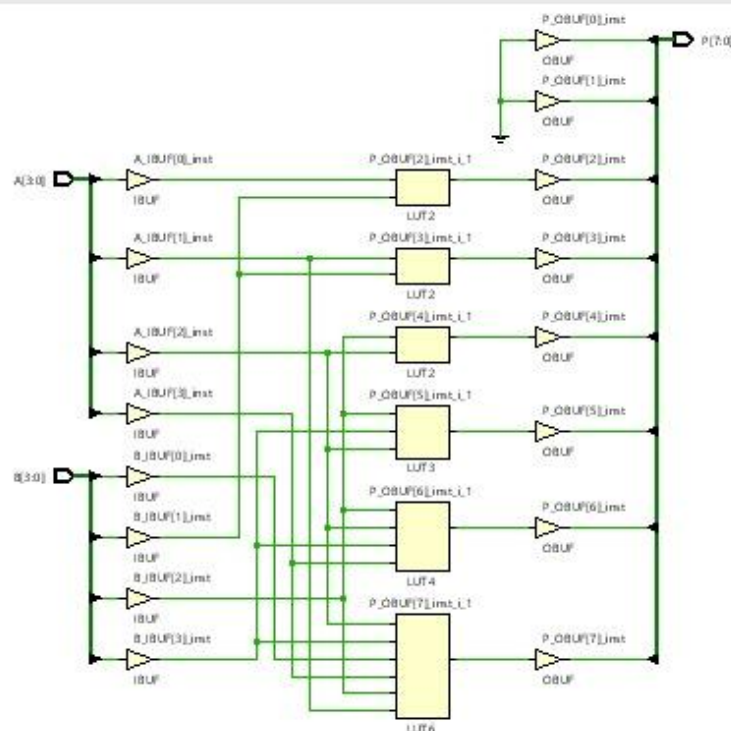 P_OBUF[0]_inst
P[7:0]
OBUF
P_OBUF[1]_inst
OBUF
A_IBUF[0]_inst
P_OBUF[2]_inst_i_1
P_OBUF[2]_inst
A[3:0]
IBUF
LUT2
OBUF
A_IBUF[1]_inst
P_OBUF[3]_inst_i_1
P_OBUF[3]_inst
IBUF
LUT2
OBUF
P_OBUF[4]_inst_i_1
P_OBUF[4]_inst
A_IBUF[2]_inst
IBUF
LUT2
OBUF
A_IBUF[3]_inst
P_OBUF[5]_inst_i_1
P_OBUF[5]_inst
IBUF
LUT3
OBUF
B_IBUF[0]_inst
B[3:0]
IBUF
P_OBUF[6]_inst_i_1
P_OBUF[6]_inst
B_IBUF[1]_inst
IBUF
LUT4
OBUF
B_IBUF[2]_inst
IBUF
P_OBUF[7]_inst_i_1
P_OBUF[7]_inst
B_IBUF[3]_inst
IBUF
OBUF
LUT6